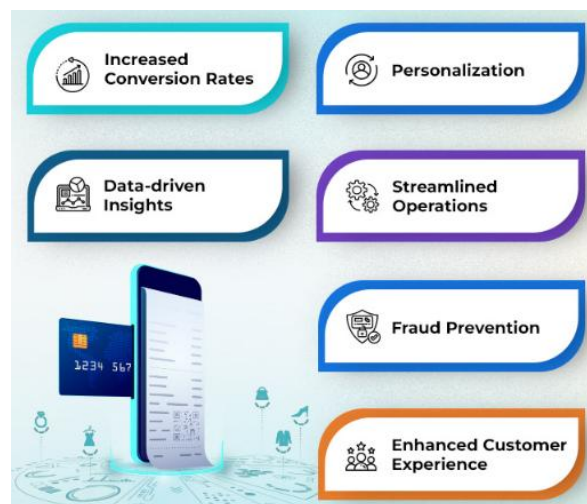 Increased
Conversion Rates
Personalization
Data-driven
Insights
Streamlined
Operations
Fraud Prevention
1234 567
Enhanced Customer
Experience